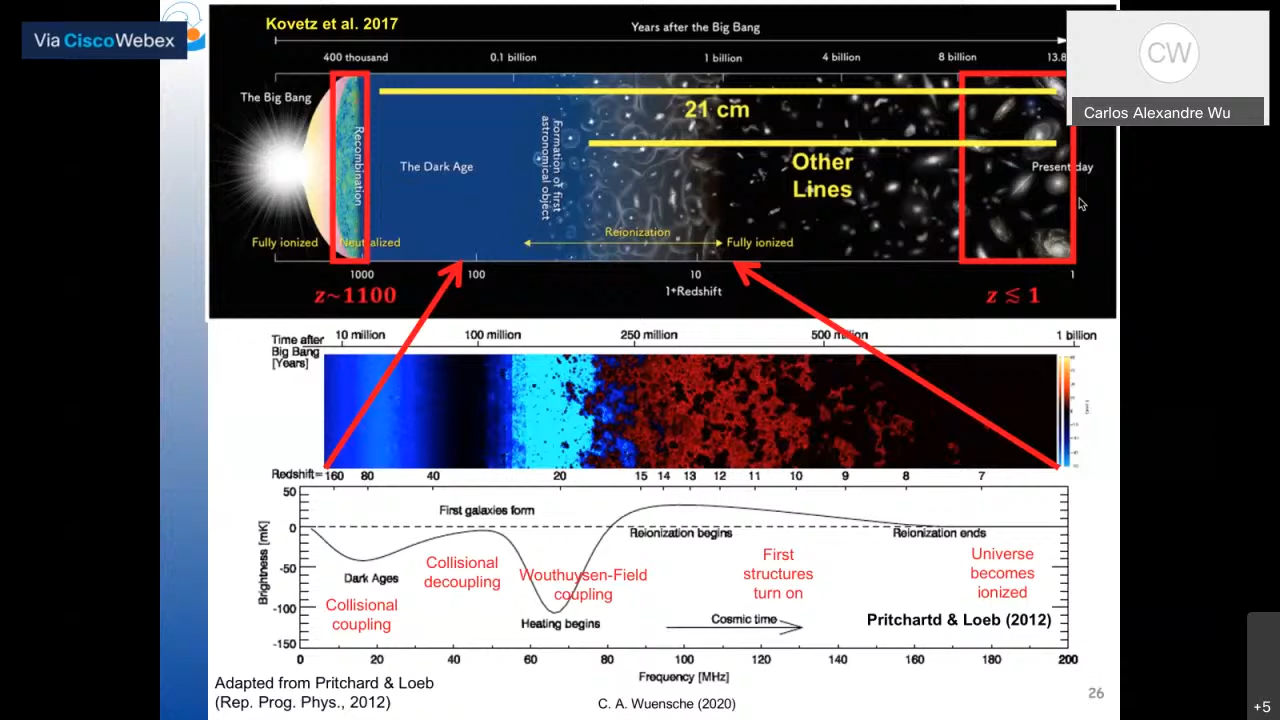 Via Cisco Webex
Kovetz et al. 2017
Years after the Big Bang
400 thousand 0.1 billion 1 billion 4 billion 8 billion 13.8
CW
Carlos Alexandre Wu
The Big Bang
Recombination
The Dark Age
Formation of first
astronomical object
21 cm
Other
Lines
Present day
Fully ionized
Neutralized
Reionization
Fully ionized
1000 100 10 1
1+Redshift
z~1100
z ≲ 1
Time after
Big Bang
[Years]
10 million 100 million 250 million 500 million 1 billion
Redshift= 160 80 40 20 15 14 13 12 11 10 9 8 7
50
0
-50
-100
-150
Brightness [mK]
First galaxies form
Reionization begins
Reionization ends
Dark Ages
Heating begins
Cosmic time
Collisional
coupling
Collisional
decoupling
Wouthuysen-Field
coupling
First
structures
turn on
Universe
becomes
ionized
Pritchartd & Loeb (2012)
0 20 40 60 80 100 120 140 160 180 200
Frequency [MHz]
Adapted from Pritchard & Loeb
(Rep. Prog. Phys., 2012)
C. A. Wuensche (2020)
26
+5